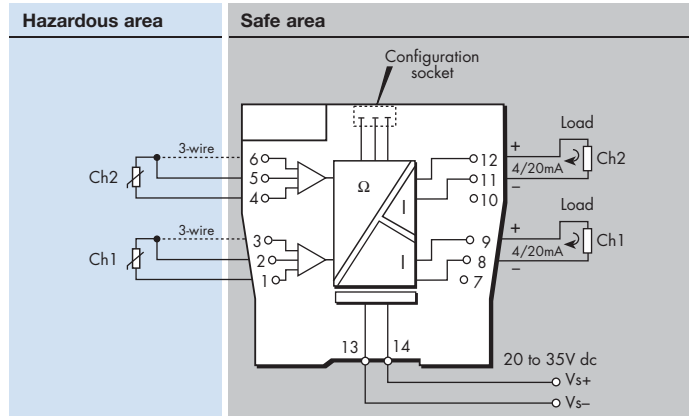 Hazardous area
Safe area
Configuration
socket
Load
3-wire
6
12
+
4/20mA
Ch2
Ch2
5
11
Ω
4
10
–
I
Load
3-wire
3
9
+
4/20mA
Ch1
Ch1
2
8
I
1
7
–
13
14
20 to 35V dc
Vs+
Vs–